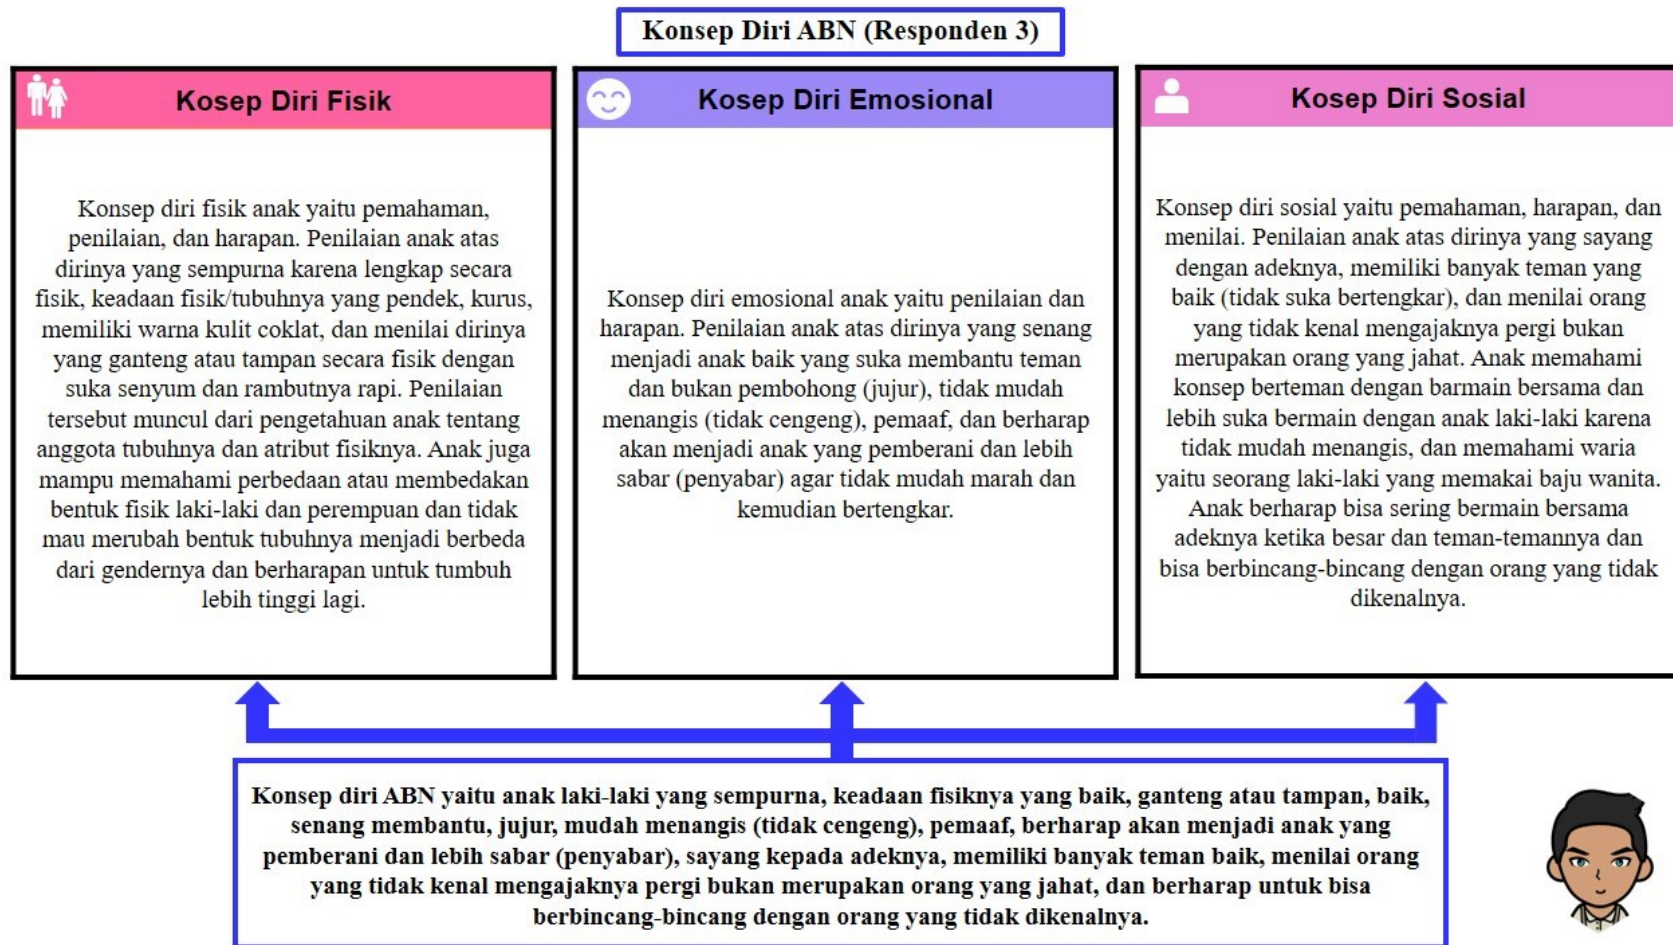 Konsep Diri ABN (Responden 3)
Kosep Diri Fisik
Konsep diri fisik anak yaitu pemahaman,
penilaian, dan harapan. Penilaian anak atas
dirinya yang sempurna karena lengkap secara
fisik, keadaan fisik/tubuhnya yang pendek, kurus,
memiliki warna kulit coklat, dan menilai dirinya
yang ganteng atau tampan secara fisik dengan
suka senyum dan rambutnya rapi. Penilaian
tersebut muncul dari pengetahuan anak tentang
anggota tubuhnya dan atribut fisiknya. Anak juga
mampu memahami perbedaan atau membedakan
bentuk fisik laki-laki dan perempuan dan tidak
mau merubah bentuk tubuhnya menjadi berbeda
dari gendernya dan berharapan untuk tumbuh
lebih tinggi lagi.
Kosep Diri Emosional
Konsep diri emosional anak yaitu penilaian dan
harapan. Penilaian anak atas dirinya yang senang
menjadi anak baik yang suka membantu teman
dan bukan pembohong (jujur), tidak mudah
menangis (tidak cengeng), pemaaf, dan berharap
akan menjadi anak yang pemberani dan lebih
sabar (penyabar) agar tidak mudah marah dan
kemudian bertengkar.
Kosep Diri Sosial
Konsep diri sosial yaitu pemahaman, harapan, dan
menilai. Penilaian anak atas dirinya yang sayang
dengan adeknya, memiliki banyak teman yang
baik (tidak suka bertengkar), dan menilai orang
yang tidak kenal mengajaknya pergi bukan
merupakan orang yang jahat. Anak memahami
konsep berteman dengan barmain bersama dan
lebih suka bermain dengan anak laki-laki karena
tidak mudah menangis, dan memahami waria
yaitu seorang laki-laki yang memakai baju wanita.
Anak berharap bisa sering bermain bersama
adeknya ketika besar dan teman-temannya dan
bisa berbincang-bincang dengan orang yang tidak
dikenalnya.
Konsep diri ABN yaitu anak laki-laki yang sempurna, keadaan fisiknya yang baik, ganteng atau tampan, baik,
senang membantu, jujur, mudah menangis (tidak cengeng), pemaaf, berharap akan menjadi anak yang
pemberani dan lebih sabar (penyabar), sayang kepada adeknya, memiliki banyak teman baik, menilai orang
yang tidak kenal mengajaknya pergi bukan merupakan orang yang jahat, dan berharap untuk bisa
berbincang-bincang dengan orang yang tidak dikenalnya.